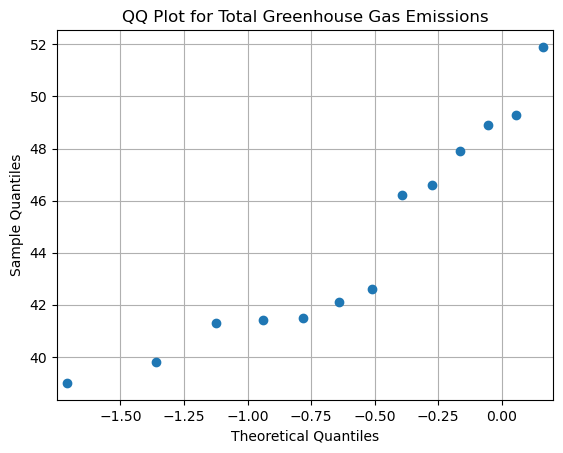 QQ Plot for Total Greenhouse Gas Emissions
52
50
48
46
44
42
40
Sample Quantiles
−1.50 −1.25 −1.00 −0.75 −0.50 −0.25 0.00
Theoretical Quantiles